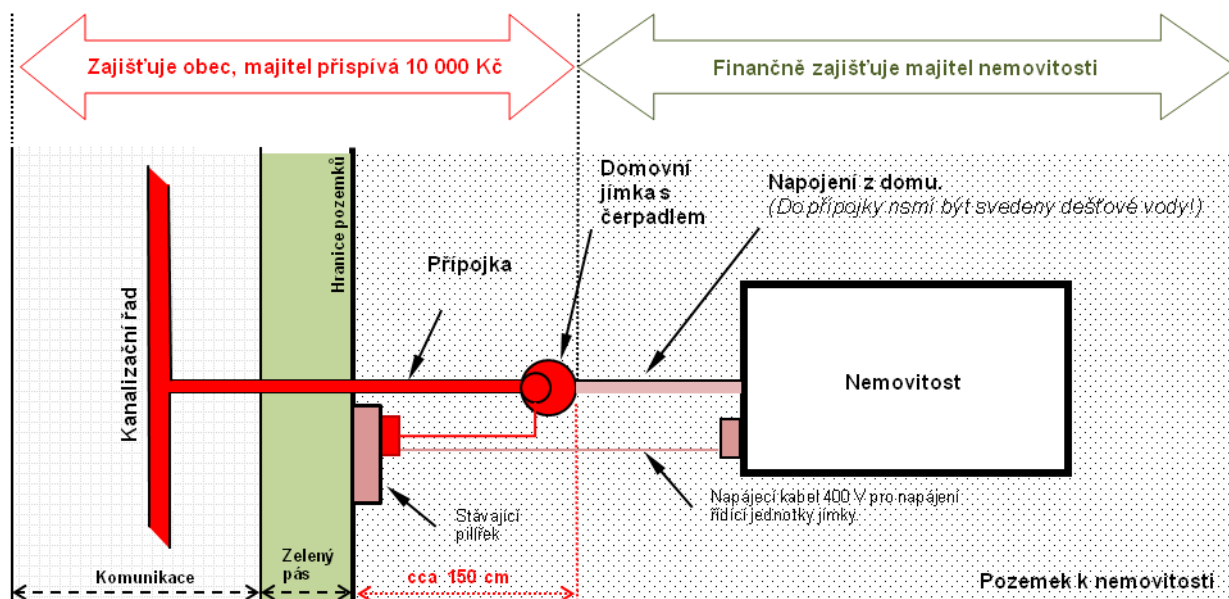 Zajišťuje obec, majitel přispívá 10 000 Kč
Finančně zajišťuje majitel nemovitosti
Hranice pozemků
Domovní
jímka s
čerpadlem
Napojení z domu.
(Do přípojky nsmí být svedeny dešťové vody!)
Přípojka
Kanalizační řad
Nemovitost
Stávající
pilířek
Napájecí kabel 400 V pro napájení
řídící jednotky jímky.
Komunikace
Zelený
pás
cca 150 cm
Pozemek k nemovitosti